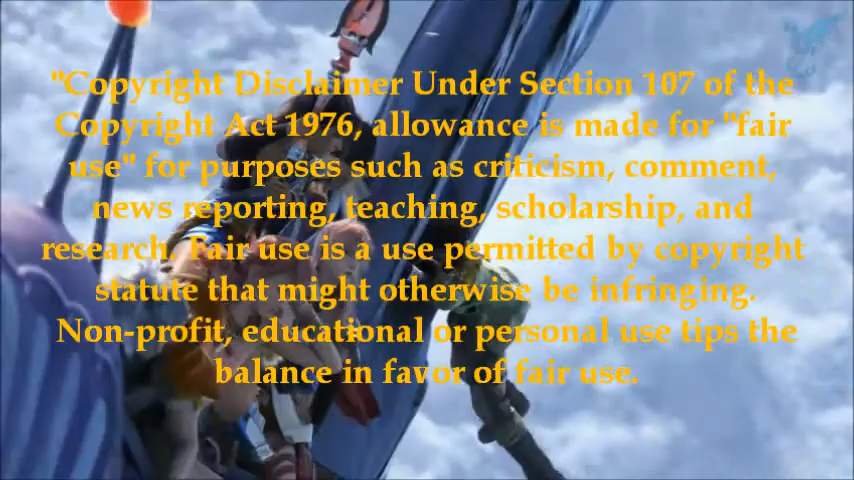 "Copyright Disclaimer Under Section 107 of the
Copyright Act 1976, allowance is made for "fair
use" for purposes such as criticism, comment,
news reporting, teaching, scholarship, and
research. Fair use is a use permitted by copyright
statute that might otherwise be infringing.
Non-profit, educational or personal use tips the
balance in favor of fair use.